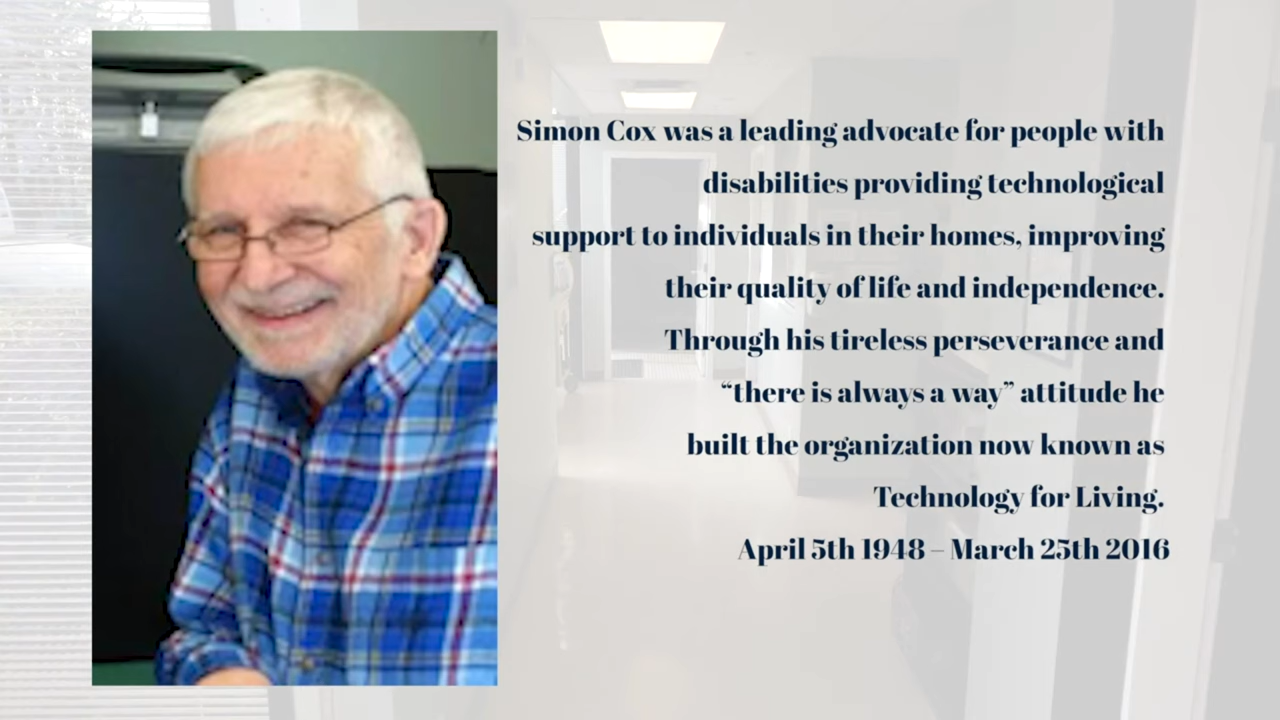 Simon Cox was a leading advocate for people with
disabilities providing technological
support to individuals in their homes, improving
their quality of life and independence.
Through his tireless perseverance and
“there is always a way” attitude he
built the organization now known as
Technology for Living.
April 5th 1948 – March 25th 2016